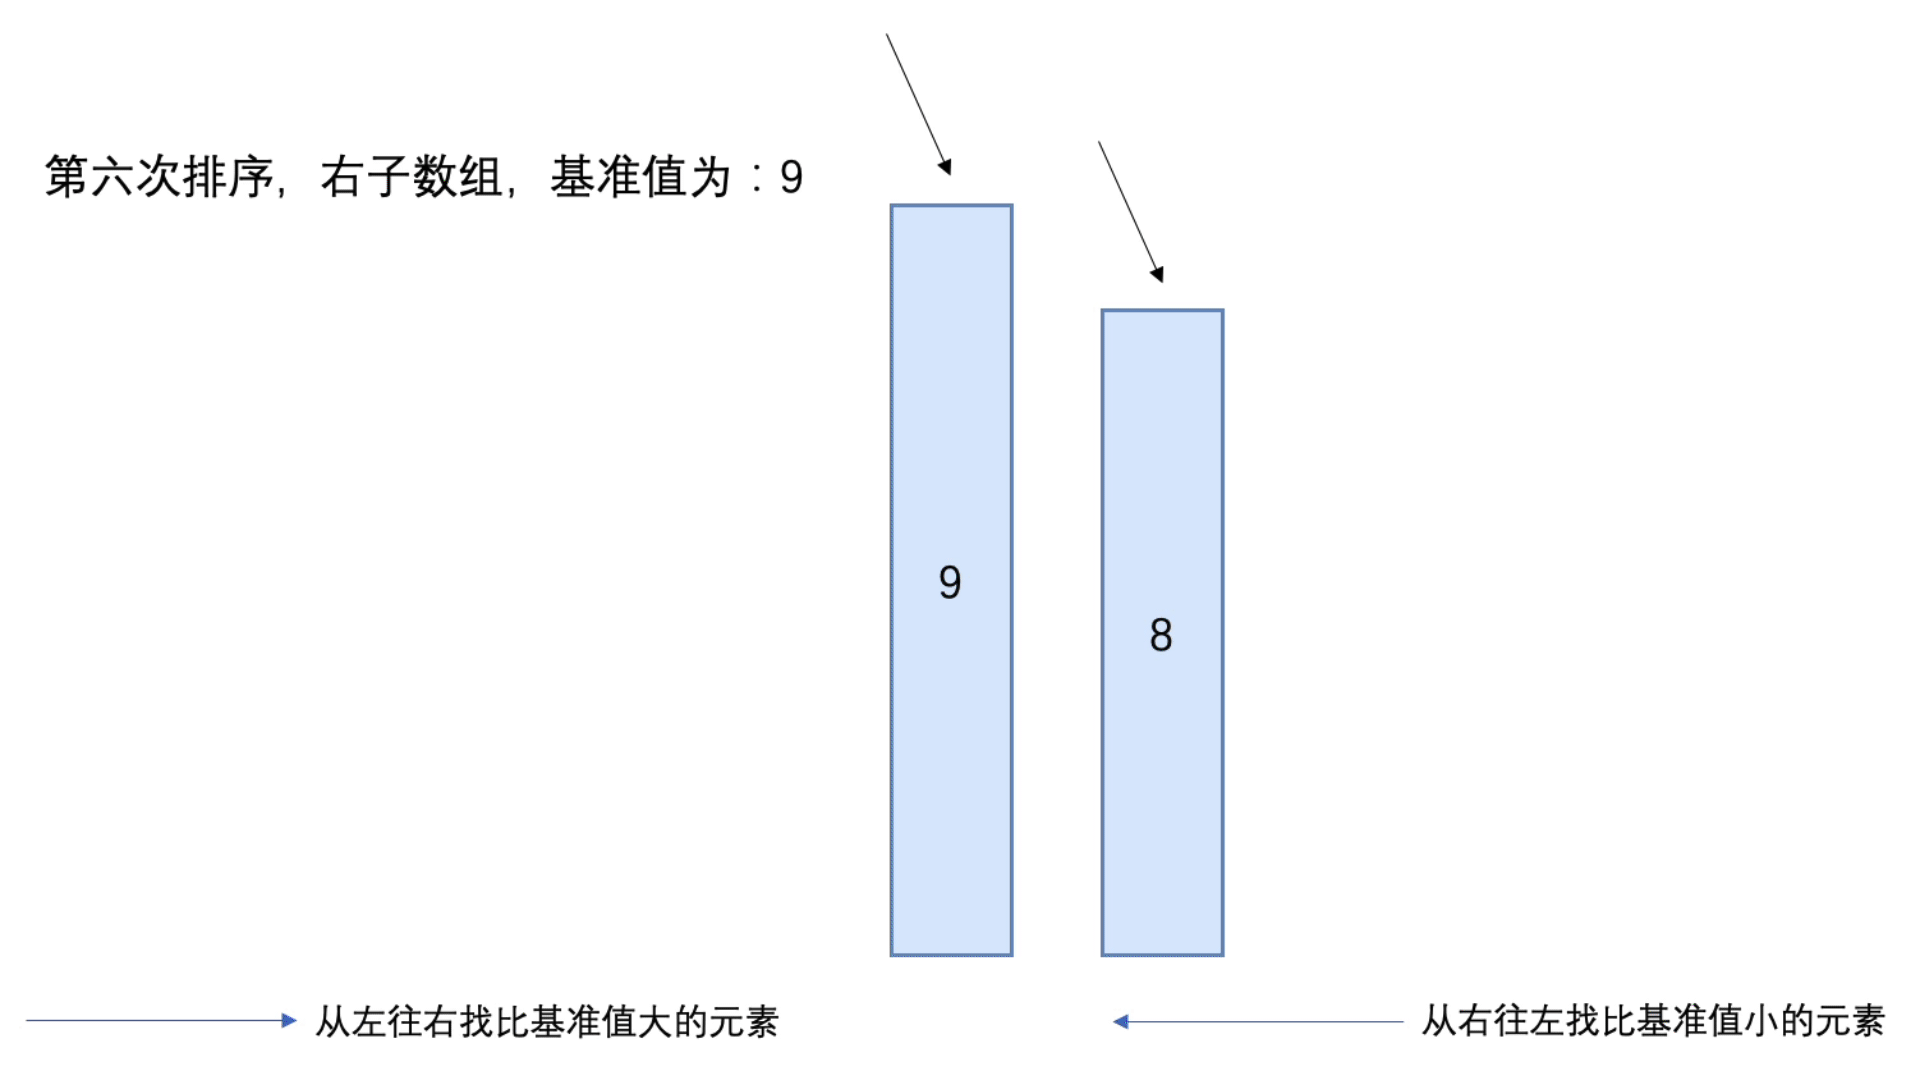 第六次排序，右子数组，基准值为：9
9
8
从左往右找比基准值大的元素
从右往左找比基准值小的元素